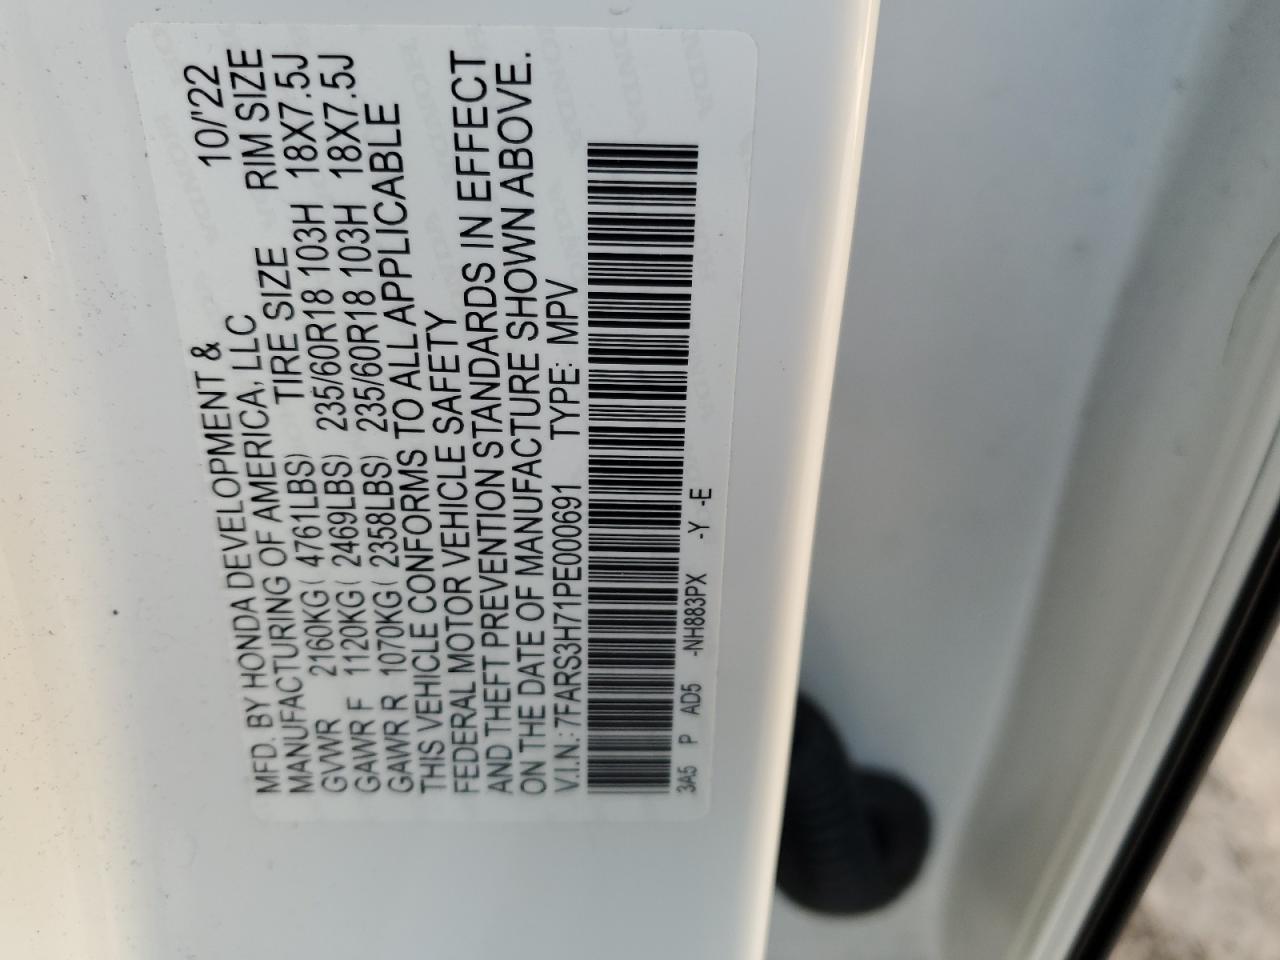 MFD. BY HONDA DEVELOPMENT & 10/"22
MANUFACTURING OF AMERICA, LLC
TIRE SIZE RIM SIZE
GVWR 2160KG( 4761LBS) 235/60R18 103H 18X7.5J
GAWR F 1120KG( 2469LBS) 235/60R18 103H 18X7.5J
GAWR R 1070KG( 2358LBS)
THIS VEHICLE CONFORMS TO ALL APPLICABLE
FEDERAL MOTOR VEHICLE SAFETY
AND THEFT PREVENTION STANDARDS IN EFFECT
ON THE DATE OF MANUFACTURE SHOWN ABOVE.
V.I.N.:7FARS3H71PE000691 TYPE: MPV
3A5 P AD5 -NH883PX -Y -E